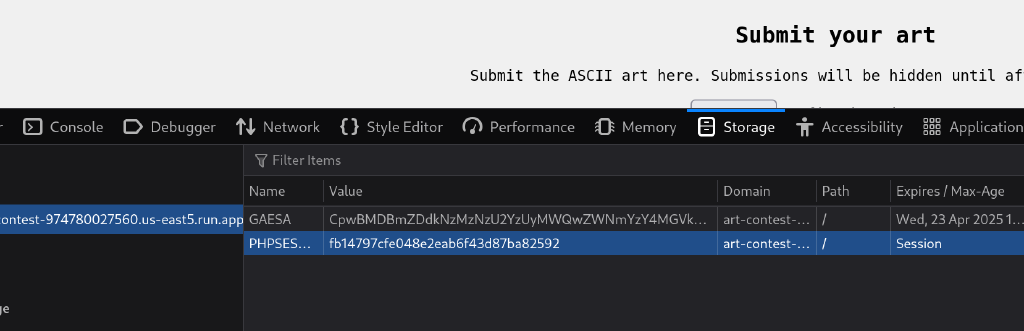 Submit your art
Submit the ASCII art here. Submissions will be hidden until af
r Console Debugger Network Style Editor Performance Memory Storage Accessibility Application
Filter Items
Name Value Domain Path Expires / Max-Age
ontest-974780027560.us-east5.run.app GAESA CpwBMDBmZDdkNzMzNzU2YzUyMWQwZWNmYzY4MGVk... art-contest-... / Wed, 23 Apr 2025 1...
PHPSES... fb14797cfe048e2eab6f43d87ba82592 art-contest-... / Session
ge